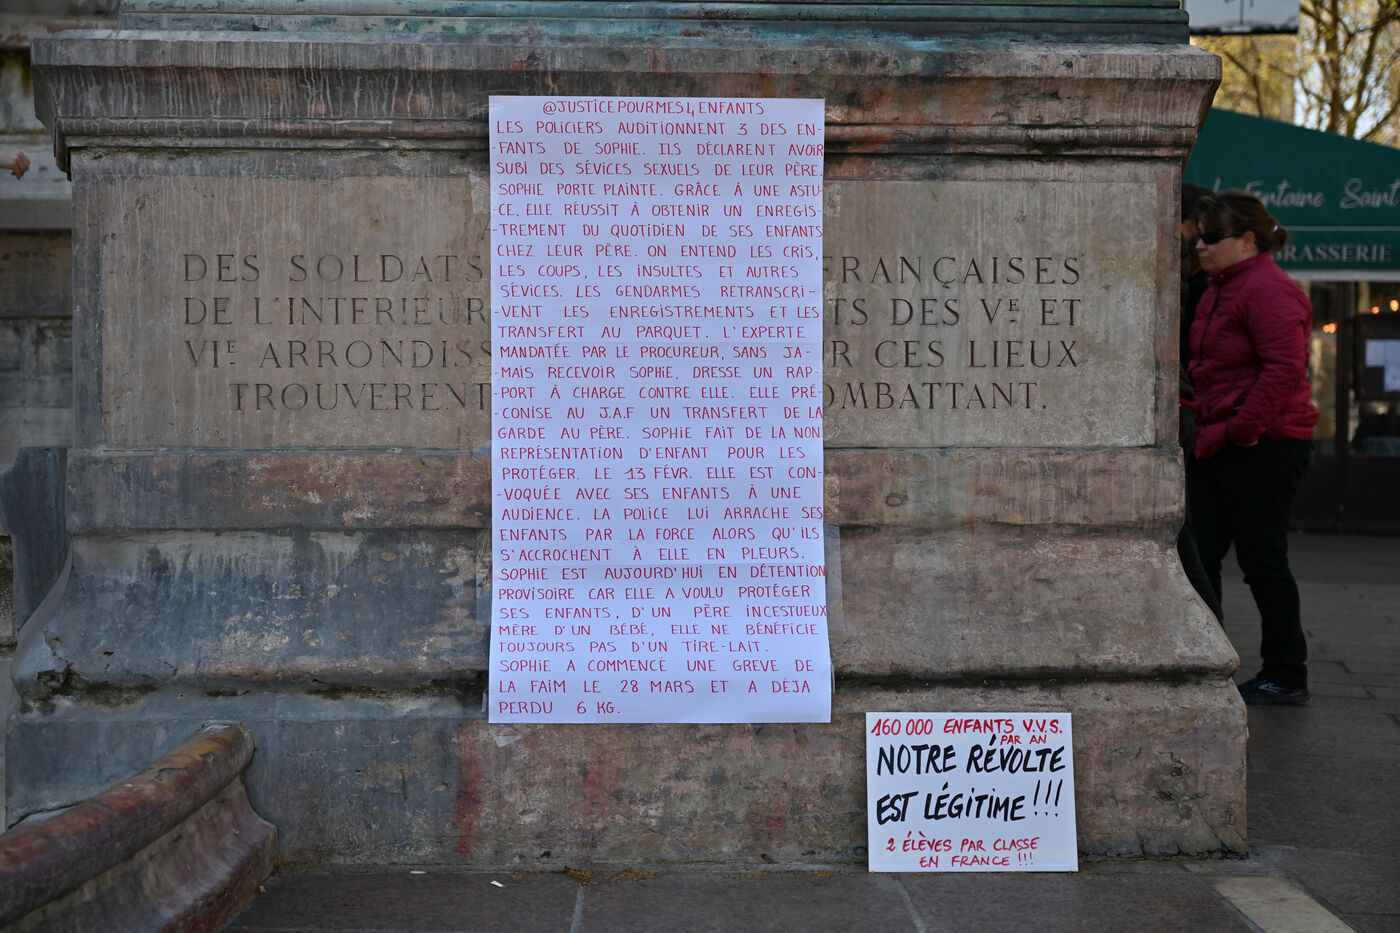 @JUSTICEPOURMES4ENFANTS
LES POLICIERS AUDITIONNENT 3 DES EN-
-FANTS DE SOPHIE. ILS DÉCLARENT AVOIR
SUBI DES SÉVICES SEXUELS DE LEUR PÈRE.
SOPHIE PORTE PLAINTE. GRÂCE À UNE ASTU-
-CE, ELLE RÉUSSIT À OBTENIR UN ENREGIS-
-TREMENT DU QUOTIDIEN DE SES ENFANTS
CHEZ LEUR PÈRE. ON ENTEND LES CRIS,
LES COUPS, LES INSULTES ET AUTRES
SÉVICES. LES GENDARMES RETRANSCRI-
-VENT LES ENREGISTREMENTS ET LES
TRANSFERT AU PARQUET. L'EXPERTE
MANDATÉE PAR LE PROCUREUR, SANS JA-
-MAIS RECEVOIR SOPHIE, DRESSE UN RAP-
-PORT À CHARGE CONTRE ELLE. ELLE PRÉ-
-CONISE AU J.A.F UN TRANSFERT DE LA
GARDE AU PÈRE. SOPHIE FAIT DE LA NON
REPRÉSENTATION D'ENFANT POUR LES
PROTÉGER. LE 13 FÉVR. ELLE EST CON-
-VOQUÉE AVEC SES ENFANTS À UNE
AUDIENCE. LA POLICE LUI ARRACHE SES
ENFANTS PAR LA FORCE ALORS QU'ILS
S'ACCROCHENT À ELLE EN PLEURS.
SOPHIE EST AUJOURD'HUI EN DÉTENTION
PROVISOIRE CAR ELLE A VOULU PROTÉGER
SES ENFANTS, D'UN PÈRE INCESTUEUX
MÈRE D'UN BÉBÉ, ELLE NE BÉNÉFICIE
TOUJOURS PAS D'UN TIRE-LAIT.
SOPHIE A COMMENCÉ UNE GRÈVE DE
LA FAIM LE 28 MARS ET A DÉJA
PERDU 6 KG.
DES SOLDATS FRANÇAISES
DE L'INTERIEUR TS DES VE ET
VIE ARRONDISS R CES LIEUX
TROUVERENT OMBATTANT.
160 000 ENFANTS V.V.S.
PAR AN
NOTRE RÉVOLTE
EST LÉGITIME !!!
2 ÉLÈVES PAR CLASSE
EN FRANCE !!!
La Fontaine Saint
BRASSERIE